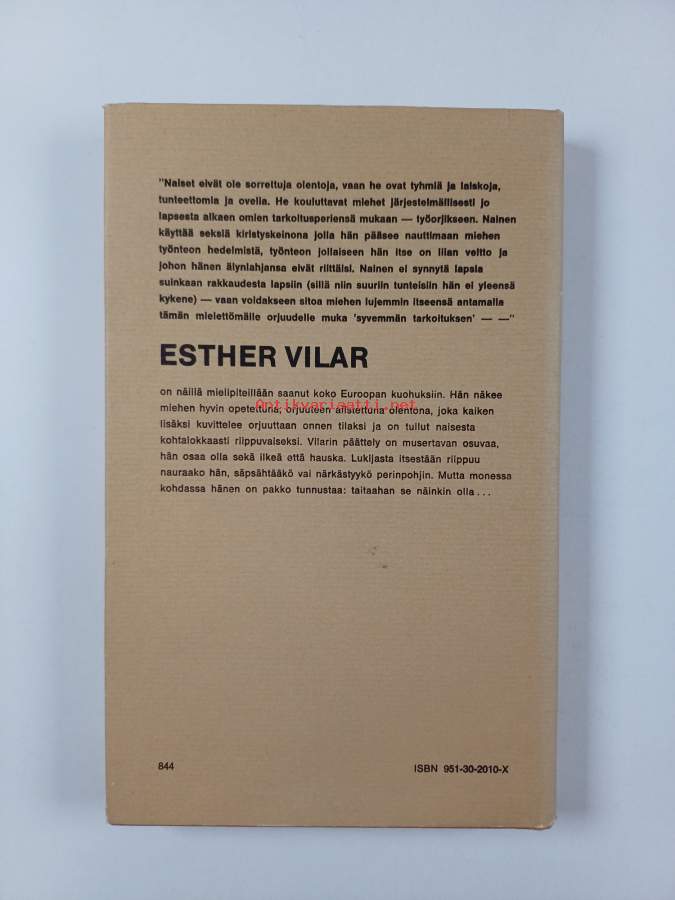 "Naiset eivät ole sorrettuja olentoja, vaan he ovat tyhmiä ja laiskoja,
tunteettomia ja ovelia. He kouluttavat miehet järjestelmällisesti jo
lapsesta alkaen omien tarkoitusperiensä mukaan — työorjikseen. Nainen
käyttää seksiä kiristyskeinona jolla hän pääsee nauttimaan miehen
työnteon hedelmistä, työnteon jollaiseen hän itse on liian veltto ja
johon hänen älynlahjansa eivät riittäisi. Nainen ei synnytä lapsia
suinkaan rakkaudesta lapsiin (sillä niin suuriin tunteisiin hän ei yleensä
kykene) — vaan voidakseen sitoa miehen lujemmin itseensä antamalla
tämän mielettömälle orjuudelle muka 'syvemmän tarkoituksen' — —"
ESTHER VILAR
on näillä mielipiteillään saanut koko Euroopan kuohuksiin. Hän näkee
miehen hyvin opetettuna, orjuuteen alistettuna olentona, joka kaiken
Antikvariaatti.net
lisäksi kuvittelee orjuuttaan onnen tilaksi ja on tullut naisesta
kohtalokkaasti riippuvaiseksi. Vilarin päättely on musertavan osuvaa,
hän osaa olla sekä ilkeä että hauska. Lukijasta itsestään riippuu
nauraako hän, säpsähtääkö vai närkästyykö perinpohjin. Mutta monessa
kohdassa hänen on pakko tunnustaa: taitaahan se näinkin olla...
844
ISBN 951-30-2010-X